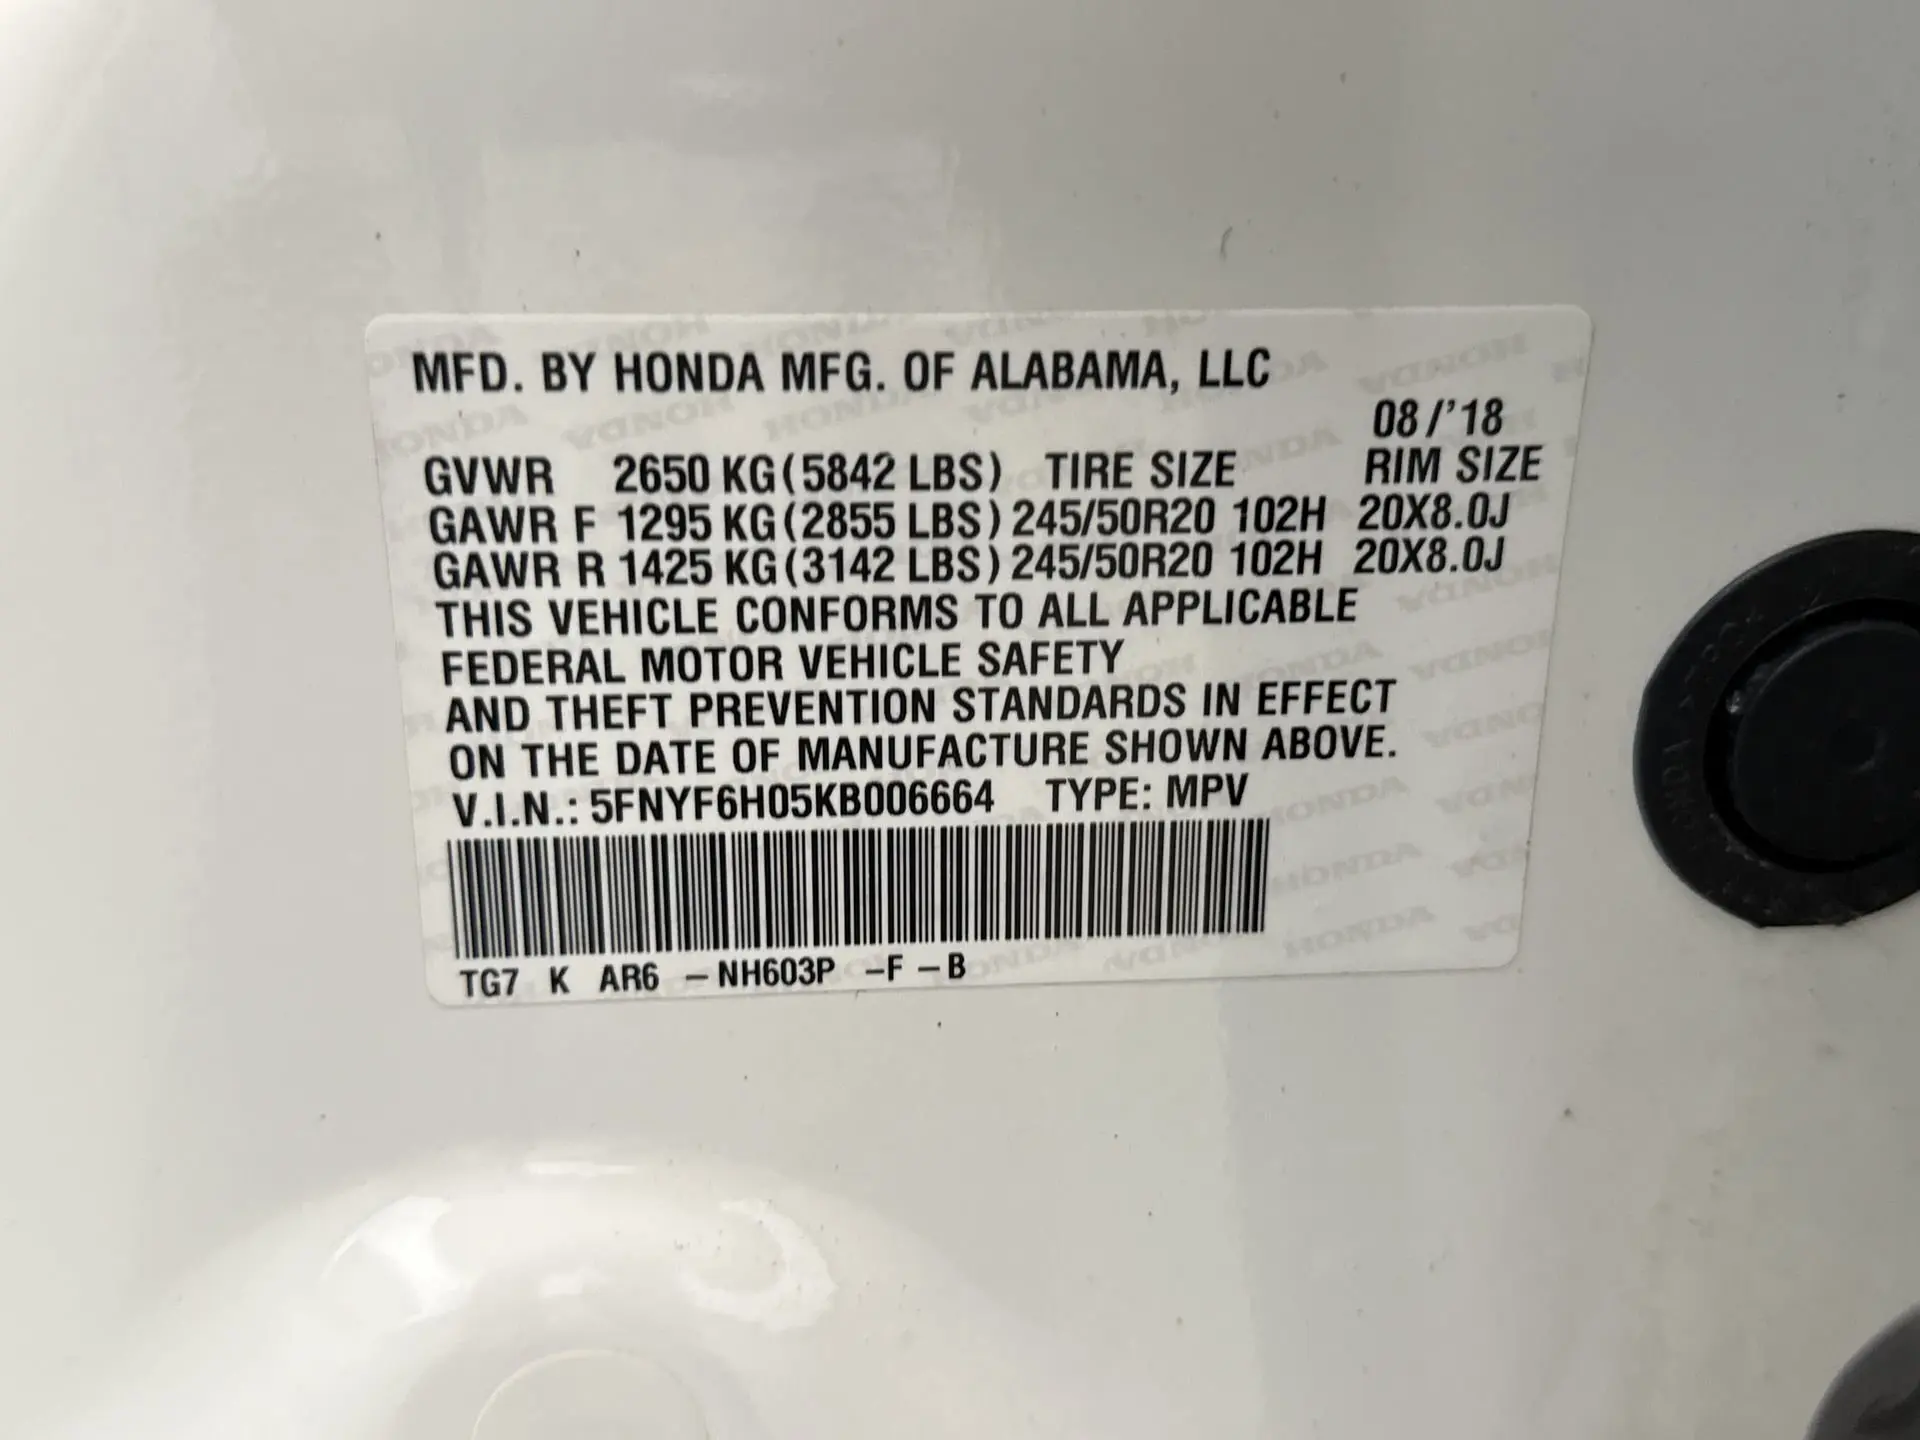 MFD. BY HONDA MFG. OF ALABAMA, LLC
08/'18
GVWR 2650 KG (5842 LBS) TIRE SIZE RIM SIZE
GAWR F 1295 KG (2855 LBS) 245/50R20 102H 20X8.0J
GAWR R 1425 KG (3142 LBS) 245/50R20 102H 20X8.0J
THIS VEHICLE CONFORMS TO ALL APPLICABLE
FEDERAL MOTOR VEHICLE SAFETY
AND THEFT PREVENTION STANDARDS IN EFFECT
ON THE DATE OF MANUFACTURE SHOWN ABOVE.
V.I.N.: 5FNYF6H05KB006664 TYPE: MPV
TG7 K AR6 – NH603P –F – B